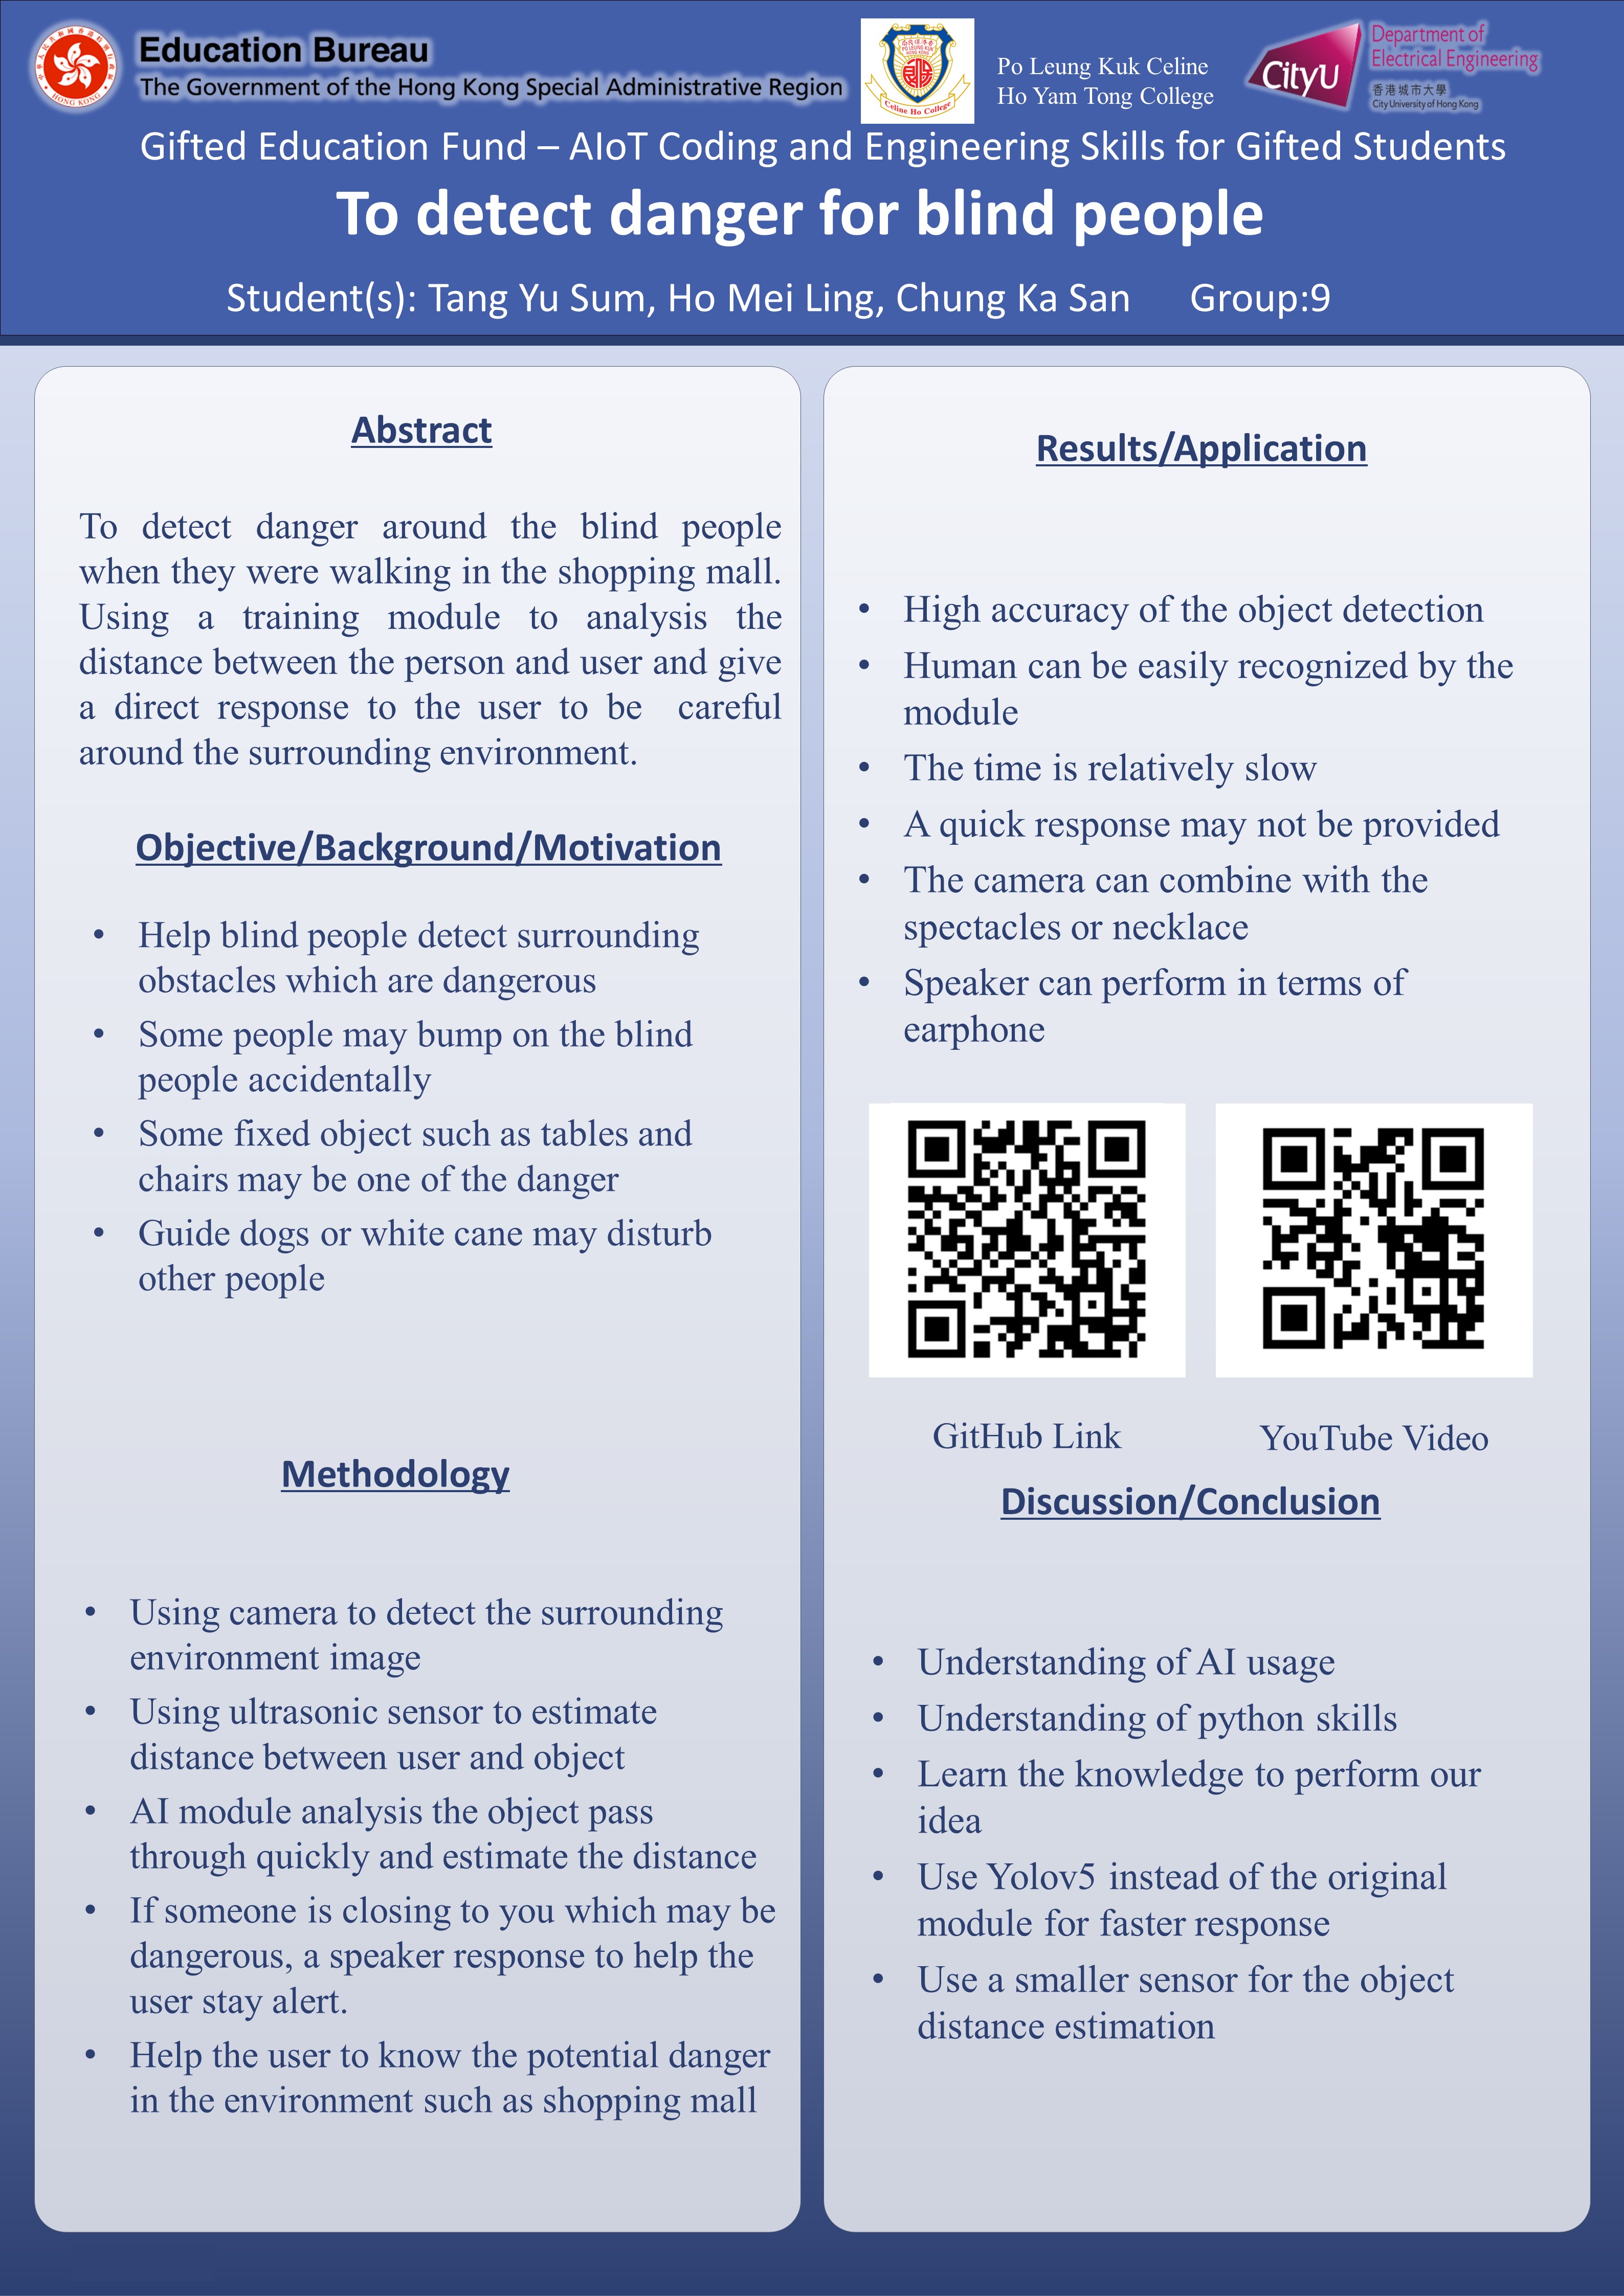 Education Bureau
The Government of the Hong Kong Special Administrative Region
HONG KONG
Celine Ho College
Po Leung Kuk Celine
Ho Yam Tong College
CityU
Department of
Electrical Engineering
香港城市大學
City University of Hong Kong
Gifted Education Fund – AIoT Coding and Engineering Skills for Gifted Students
To detect danger for blind people
Student(s): Tang Yu Sum, Ho Mei Ling, Chung Ka San Group:9
Abstract
To detect danger around the blind people
when they were walking in the shopping mall.
Using a training module to analysis the
distance between the person and user and give
a direct response to the user to be careful
around the surrounding environment.
Objective/Background/Motivation
• Help blind people detect surrounding
obstacles which are dangerous
• Some people may bump on the blind
people accidentally
• Some fixed object such as tables and
chairs may be one of the danger
• Guide dogs or white cane may disturb
other people
Methodology
• Using camera to detect the surrounding
environment image
• Using ultrasonic sensor to estimate
distance between user and object
• AI module analysis the object pass
through quickly and estimate the distance
• If someone is closing to you which may be
dangerous, a speaker response to help the
user stay alert.
• Help the user to know the potential danger
in the environment such as shopping mall
Results/Application
• High accuracy of the object detection
• Human can be easily recognized by the
module
• The time is relatively slow
• A quick response may not be provided
• The camera can combine with the
spectacles or necklace
• Speaker can perform in terms of
earphone
GitHub Link
YouTube Video
Discussion/Conclusion
• Understanding of AI usage
• Understanding of python skills
• Learn the knowledge to perform our
idea
• Use Yolov5 instead of the original
module for faster response
• Use a smaller sensor for the object
distance estimation